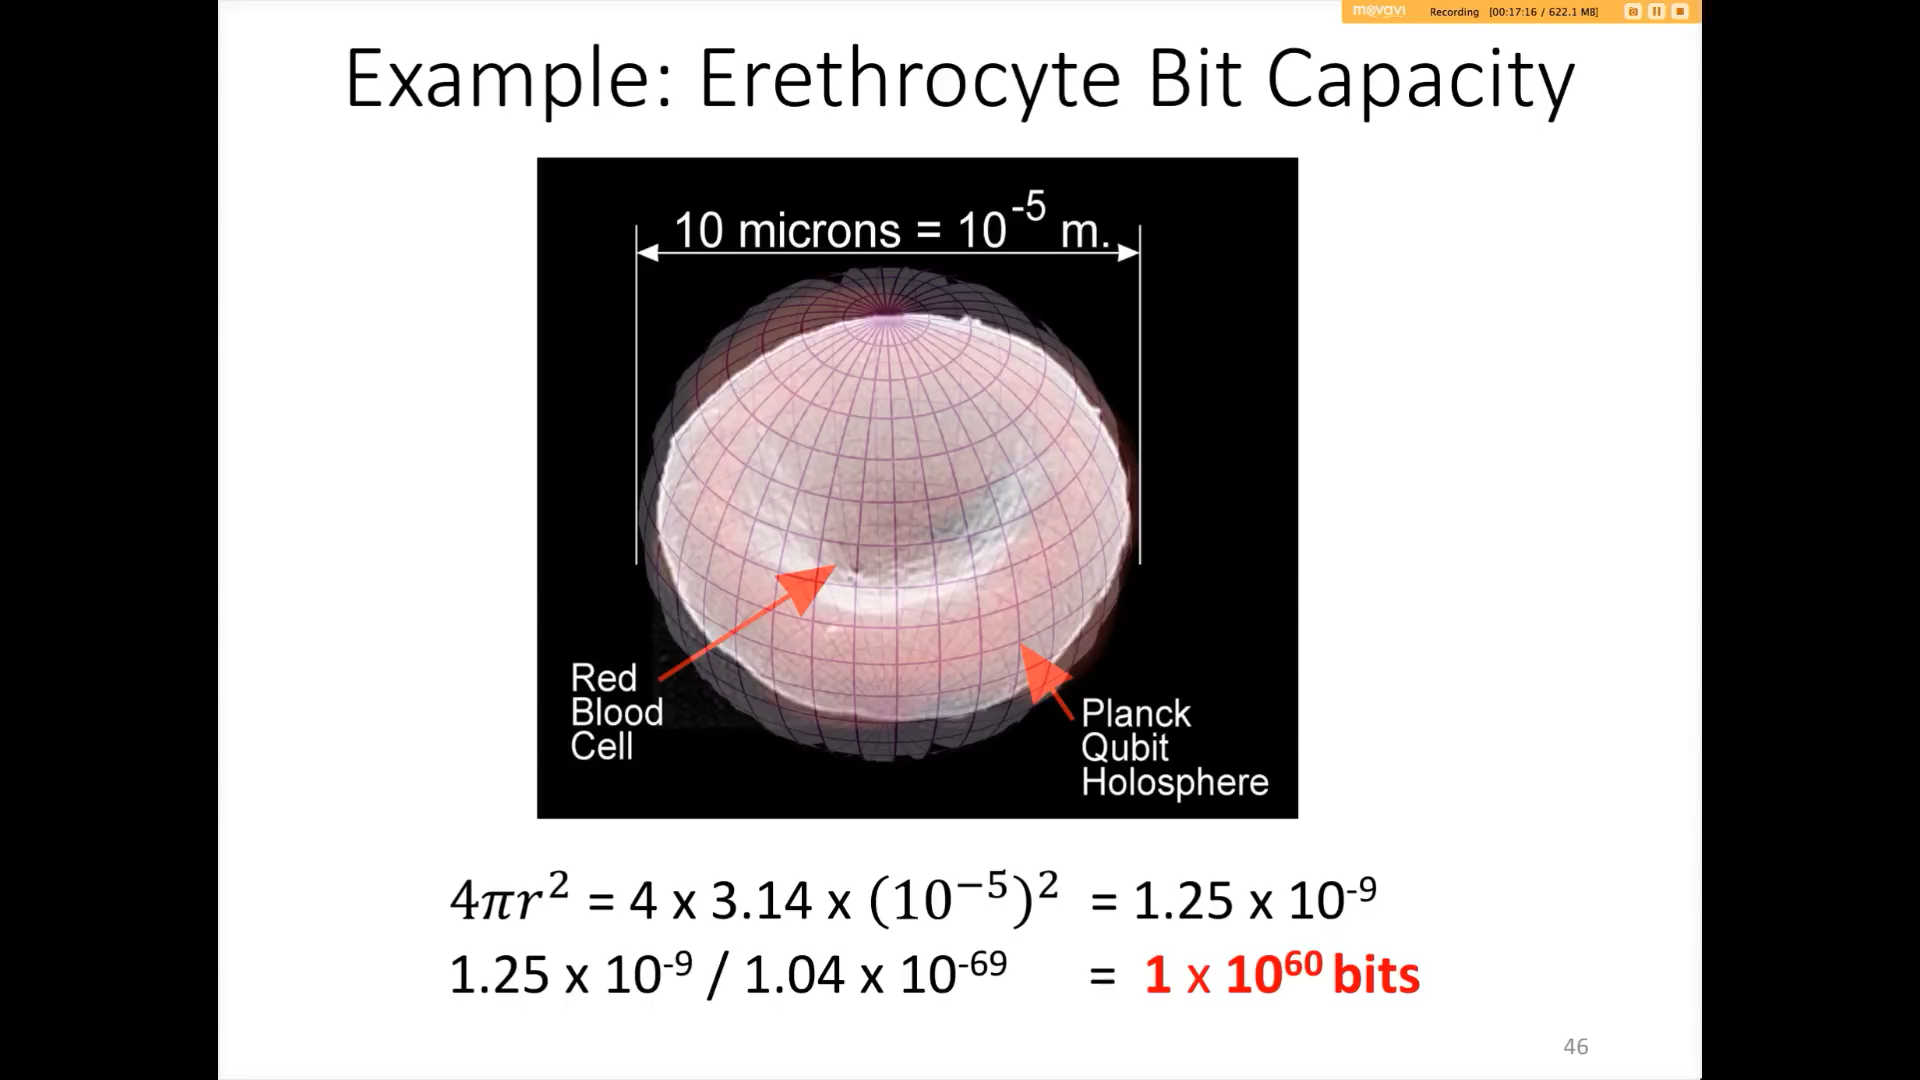 movavi Recording [00:17:16 / 622.1 MB]
Example: Erethrocyte Bit Capacity
10 microns = 10⁻⁵ m.
Red
Blood
Cell
Planck
Qubit
Holosphere
4𝜋𝑟² = 4 x 3.14 x (10⁻⁵)² = 1.25 x 10⁻⁹
1.25 x 10⁻⁹ / 1.04 x 10⁻⁶⁹ = 1 x 10⁶⁰ bits
46